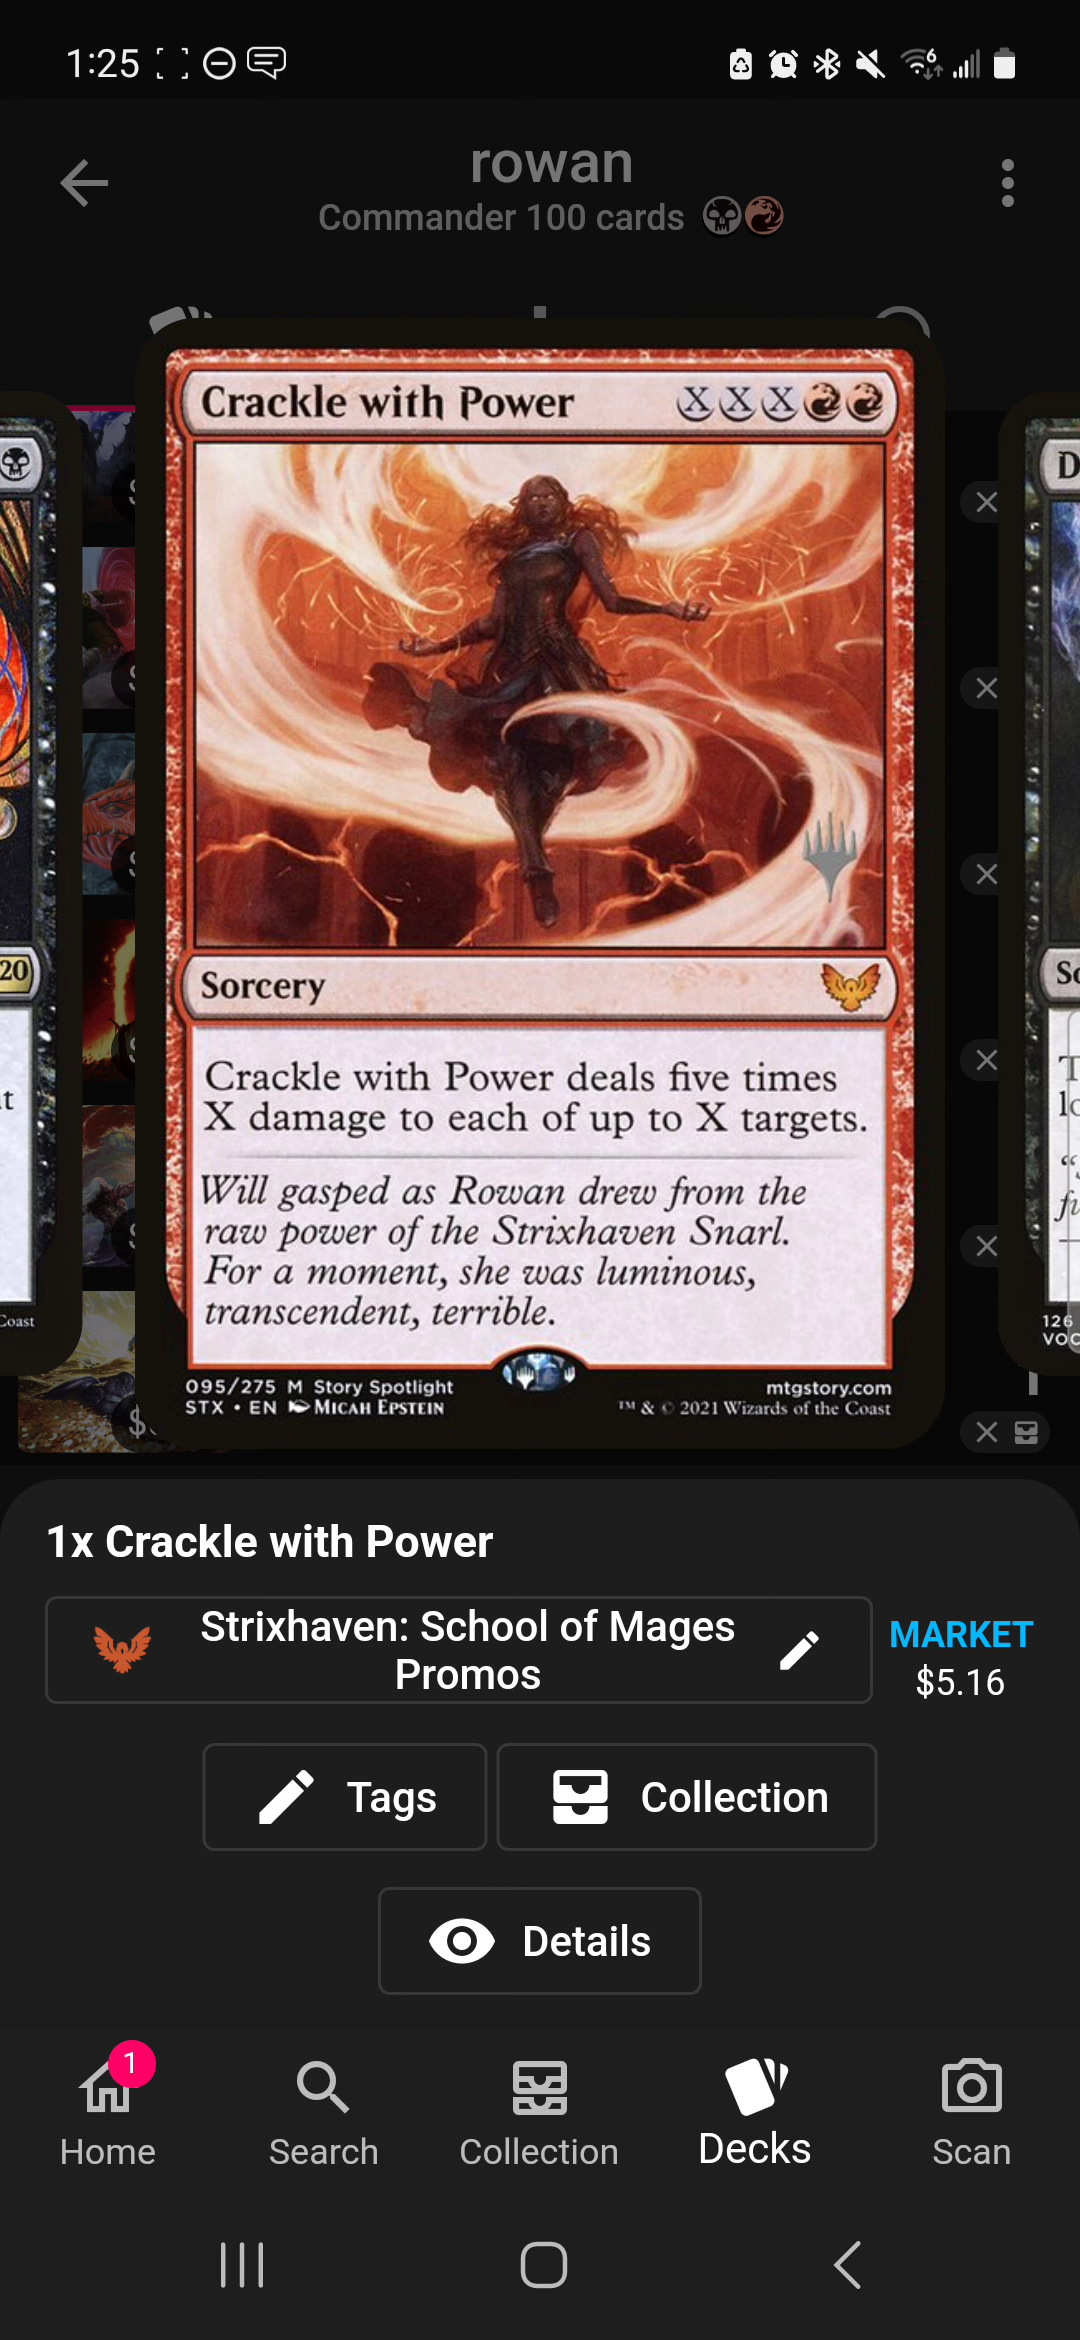 1:25
6
rowan
Commander 100 cards
Crackle with Power
X X X
20
Sorcery
Crackle with Power deals five times
X damage to each of up to X targets.
Will gasped as Rowan drew from the
raw power of the Strixhaven Snarl.
For a moment, she was luminous,
transcendent, terrible.
Coast
126
095/275 M Story Spotlight
STX • EN MICAH EPSTEIN
mtgstory.com
™ & © 2021 Wizards of the Coast
1x Crackle with Power
Strixhaven: School of Mages
Promos
MARKET
$5.16
Tags
Collection
Details
1
Home
Search
Collection
Decks
Scan